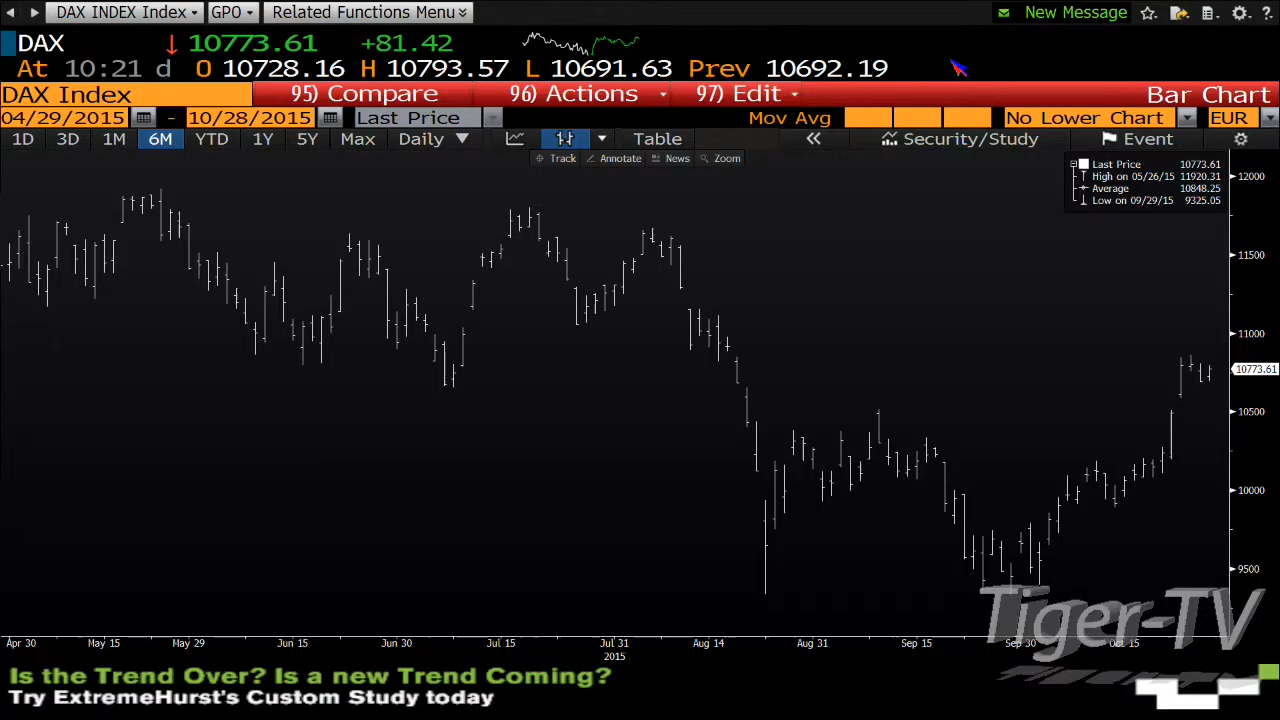 DAX INDEX Index GPO Related Functions Menu New Message
DAX 10773.61 +81.42
At 10:21 d O 10728.16 H 10793.57 L 10691.63 Prev 10692.19
DAX Index 95) Compare 96) Actions 97) Edit Bar Chart
04/29/2015 - 10/28/2015 Last Price Mov Avg No Lower Chart EUR
1D 3D 1M 6M YTD 1Y 5Y Max Daily Table Security/Study Event
Track Annotate News Zoom
Last Price 10773.61
High on 05/26/15 11920.31
Average 10848.25
Low on 09/29/15 9325.05
12000
11500
11000
10773.61
10500
10000
9500
Tiger-TV
Apr 30 May 15 May 29 Jun 15 Jun 30 Jul 15 Jul 31 Aug 14 Aug 31 Sep 15 Sep 30 Oct 15
2015
Is the Trend Over? Is a new Trend Coming?
Try ExtremeHurst's Custom Study today